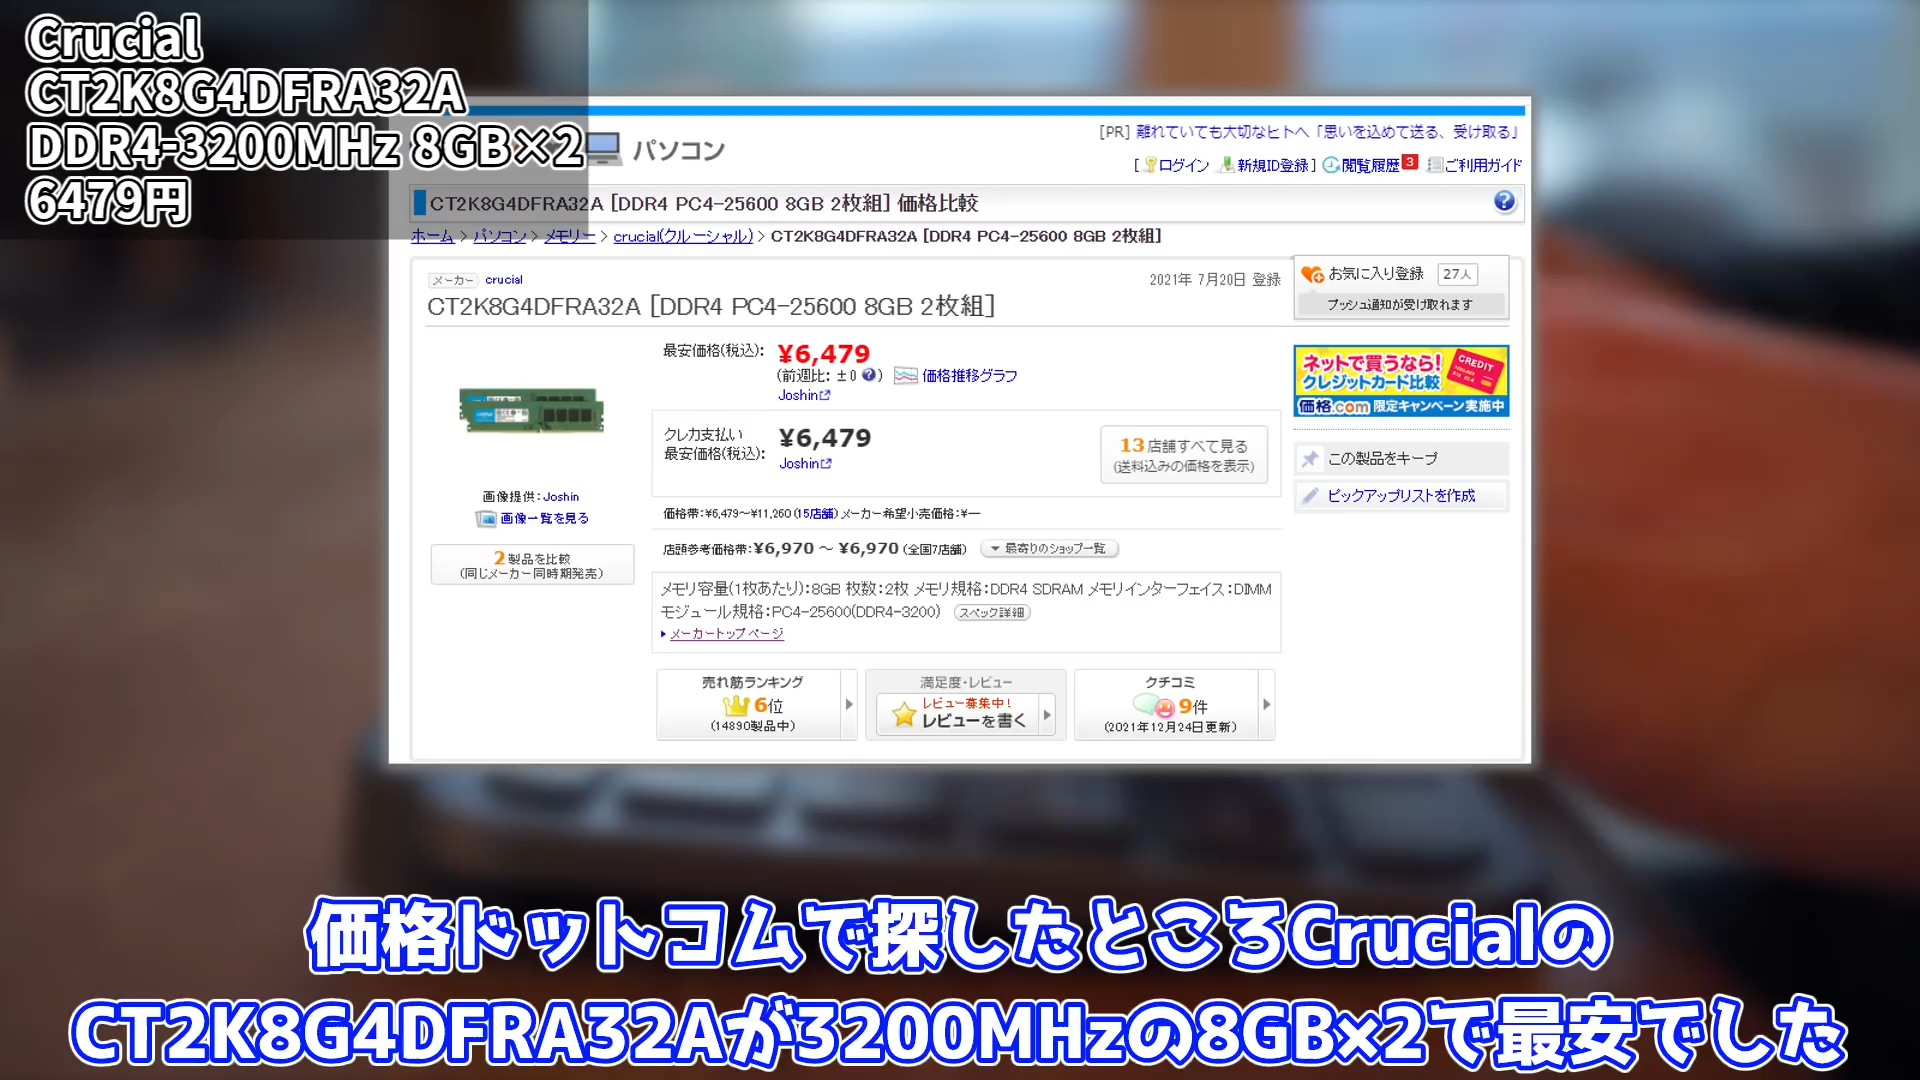 Crucial
CT2K8G4DFRA32A
DDR4-3200MHz 8GB×2
6479円
パソコン
[PR] 離れていても大切なヒトへ「思いを込めて送る、受け取る」
[ ログイン 新規ID登録 ] 閲覧履歴 3 ご利用ガイド
CT2K8G4DFRA32A [DDR4 PC4-25600 8GB 2枚組] 価格比較
ホーム > パソコン > メモリー > crucial(クルーシャル) > CT2K8G4DFRA32A [DDR4 PC4-25600 8GB 2枚組]
メーカー crucial
2021年 7月20日 登録
CT2K8G4DFRA32A [DDR4 PC4-25600 8GB 2枚組]
お気に入り登録 27人
プッシュ通知が受け取れます
最安価格(税込): ¥6,479
(前週比: ±0 ) 価格推移グラフ
Joshin
クレカ支払い
最安価格(税込): ¥6,479
Joshin
13店舗すべて見る
(送料込みの価格を表示)
ネットで買うなら!
クレジットカード比較
CREDIT
価格.com 限定キャンペーン実施中
この製品をキープ
ピックアップリストを作成
画像提供:Joshin
画像一覧を見る
2製品を比較
(同じメーカー同時期発売)
価格帯:¥6,479～¥11,260 (15店舗) メーカー希望小売価格:¥―
店頭参考価格帯:¥6,970 ～ ¥6,970 (全国7店舗) 最寄りのショップ一覧
メモリ容量(1枚あたり):8GB 枚数:2枚 メモリ規格:DDR4 SDRAM メモリインターフェイス:DIMM
モジュール規格:PC4-25600(DDR4-3200) スペック詳細
メーカートップページ
売れ筋ランキング
6位
(14890製品中)
満足度・レビュー
レビュー募集中!
レビューを書く
クチコミ
9件
(2021年12月24日更新)
価格ドットコムで探したところCrucialの
CT2K8G4DFRA32Aが3200MHzの8GB×2で最安でした